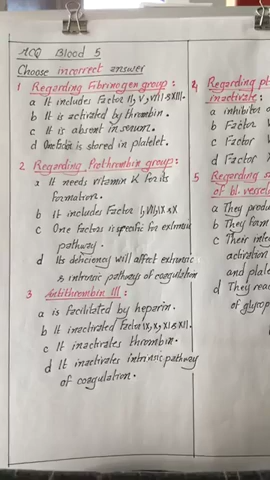 MCQ Blood 5
Choose incorrect answer
1 Regarding Fibrinogen group:
a It includes Factor I, V, VIII & XIII.
b It is activated by thrombin.
c It is absent in serum.
d One factor is stored in platelet.
2 Regarding Prothrombin group:
a It needs vitamin K for its
formation.
b it includes Factor I, VII, IX & X
c One factors is specific for extrinsic
pathway.
d Its deficiency will affect extrinsic
& intrinsic pathways of coagulation
3 Antithrombin III:
a is facilitated by heparin.
b It inactivated factor IX, X, XI & XII.
c It inactivates thrombin.
d It inactivates intrinsic pathway
of coagulation.
4 Regarding
inactivate:
a inhibitor
b Factor
c Factor
d Factor
5 Regarding
of bl. vessel
a They produ
b They form
c Their inte
activation
and plate
d They rea
of glycop